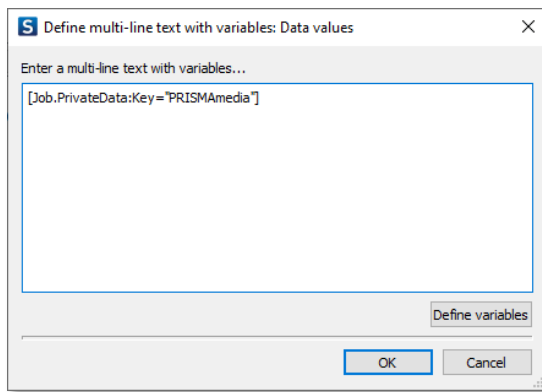 S Define multi-line text with variables: Data values
Enter a multi-line text with variables...
[Job.PrivateData:Key="PRISMAmedia"]
Define variables
OK Cancel